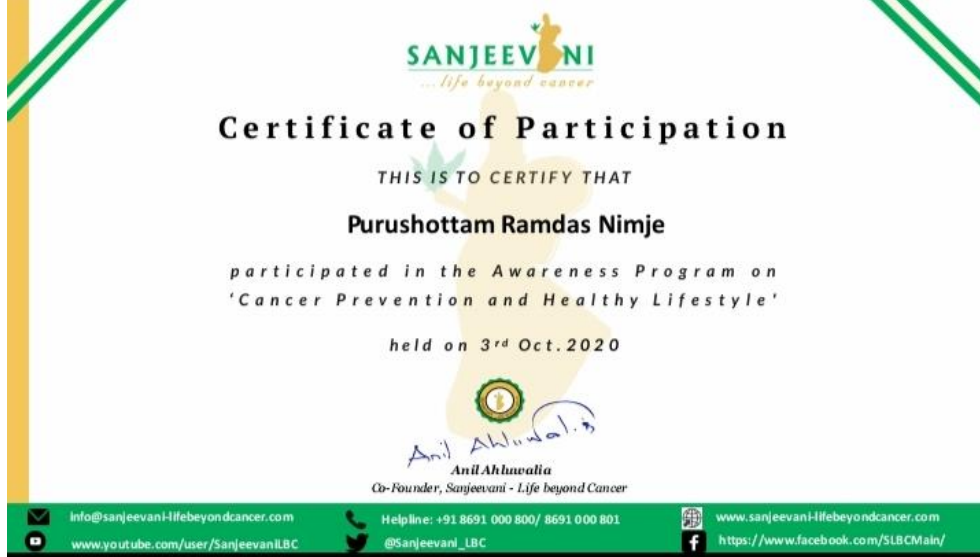 SANJEEVANI
...life beyond cancer
Certificate of Participation
THIS IS TO CERTIFY THAT
Purushottam Ramdas Nimje
participated in the Awareness Program on
'Cancer Prevention and Healthy Lifestyle'
held on 3rd Oct.2020
Anil Ahluwalia
Anil Ahluwalia
Co-Founder, Sanjeevani - Life beyond Cancer
info@sanjeevani-lifebeyondcancer.com
Helpline: +91 8691 000 800/ 8691 000 801
www.sanjeevani-lifebeyondcancer.com
www.youtube.com/user/SanjeevaniLBC
@Sanjeevani_LBC
https://www.facebook.com/SLBCMain/